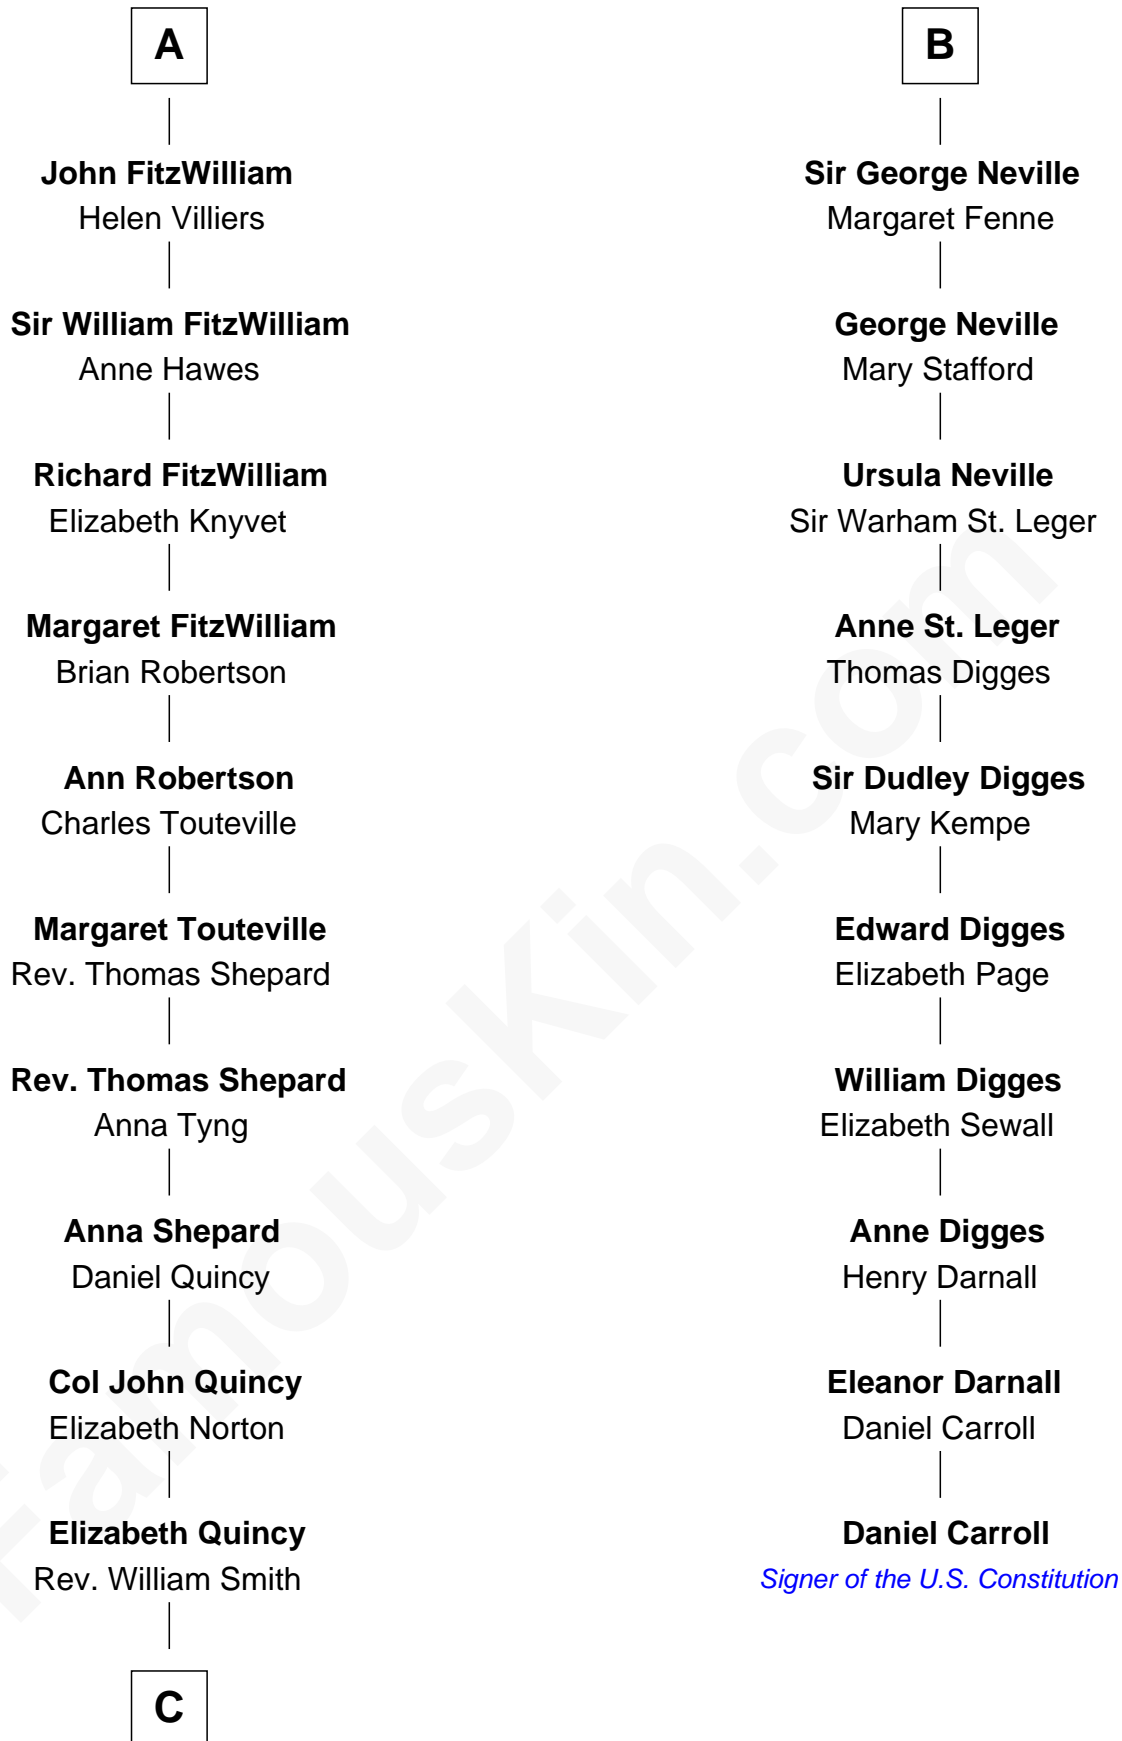 A
John FitzWilliam
Helen Villiers
Sir William FitzWilliam
Anne Hawes
Richard FitzWilliam
Elizabeth Knyvet
Margaret FitzWilliam
Brian Robertson
Ann Robertson
Charles Touteville
Margaret Touteville
Rev. Thomas Shepard
Rev. Thomas Shepard
Anna Tyng
Anna Shepard
Daniel Quincy
Col John Quincy
Elizabeth Norton
Elizabeth Quincy
Rev. William Smith
C
B
Sir George Neville
Margaret Fenne
George Neville
Mary Stafford
Ursula Neville
Sir Warham St. Leger
Anne St. Leger
Thomas Digges
Sir Dudley Digges
Mary Kempe
Edward Digges
Elizabeth Page
William Digges
Elizabeth Sewall
Anne Digges
Henry Darnall
Eleanor Darnall
Daniel Carroll
Daniel Carroll
Signer of the U.S. Constitution
FamousKin.com